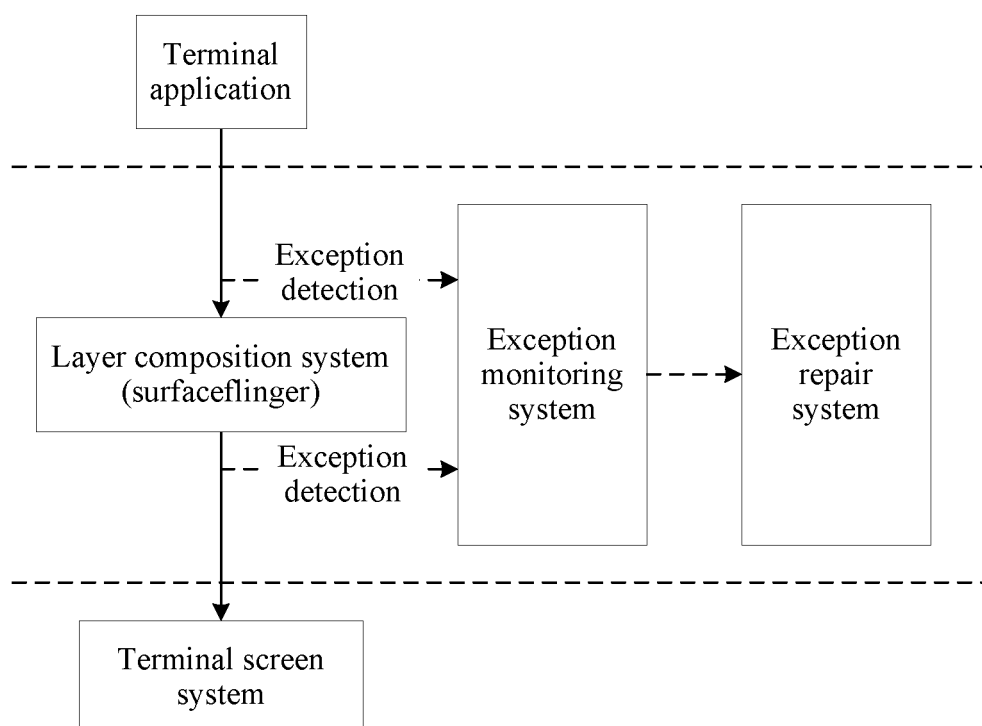 Terminal
application
Exception
detection
Layer composition system
(surfaceflinger)
Exception
detection
Exception
monitoring
system
Exception
repair
system
Terminal screen
system